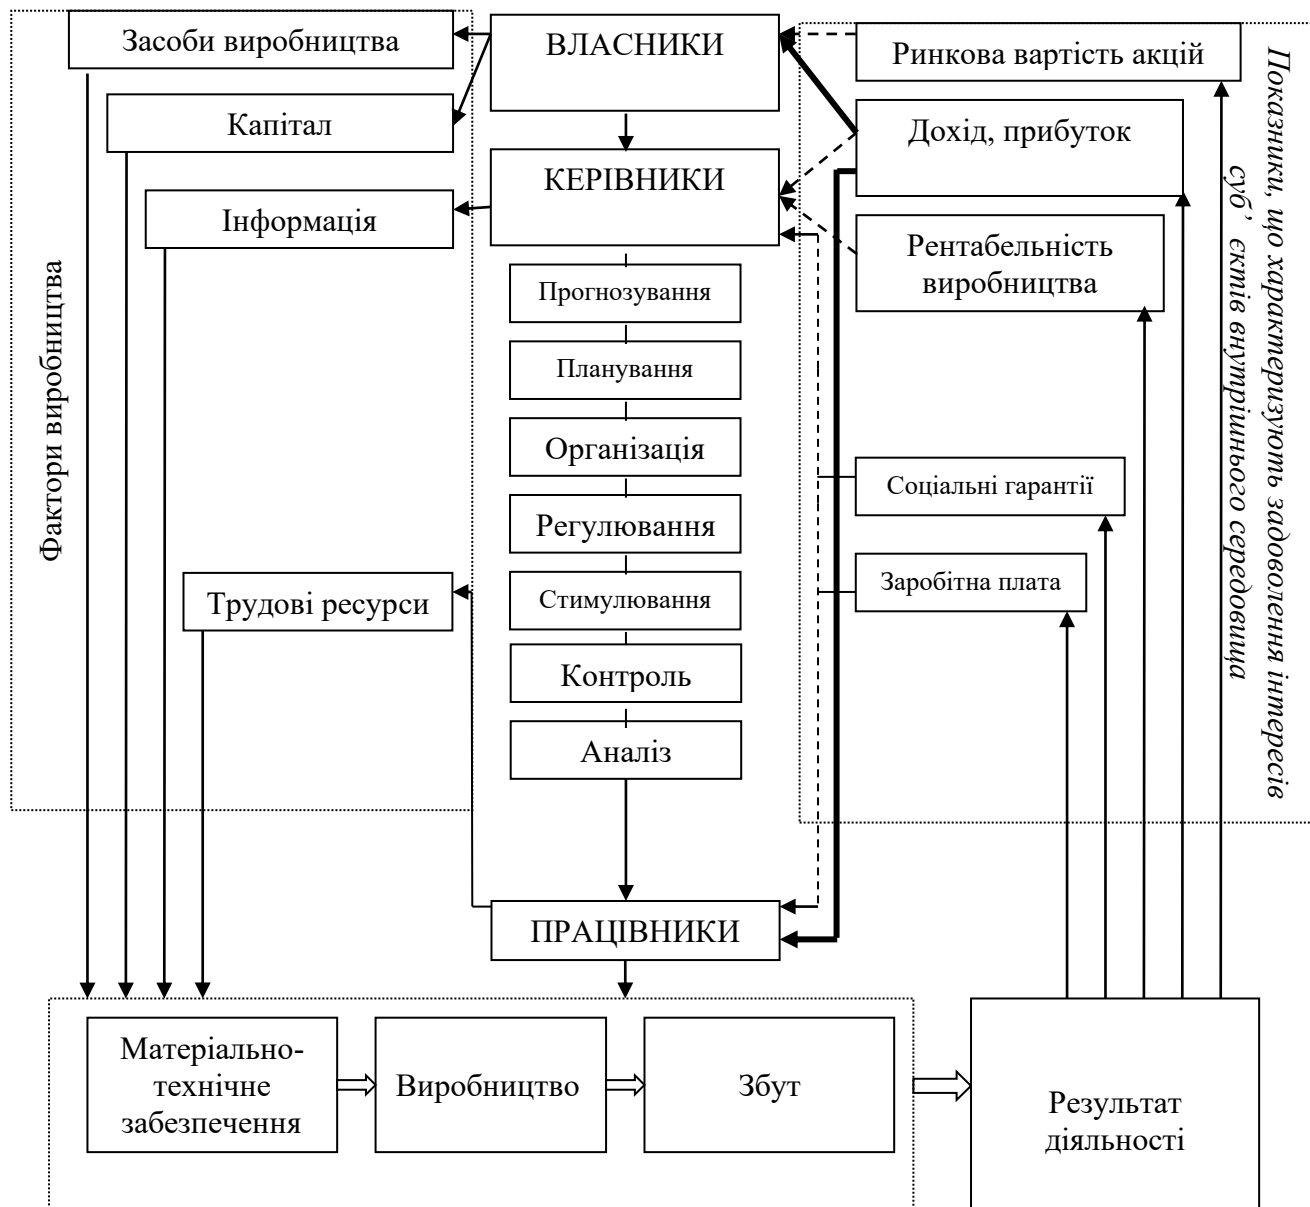 Засоби виробництва
ВЛАСНИКИ
Ринкова вартість акцій
Капітал
Дохід, прибуток
КЕРІВНИКИ
Інформація
Рентабельність
виробництва
Прогнозування
Планування
Організація
Регулювання
Стимулювання
Контроль
Аналіз
Фактори виробництва
Трудові ресурси
Соціальні гарантії
Заробітна плата
Показники, що характеризують задоволення інтересів
суб’ єктів внутрішнього середовища
ПРАЦІВНИКИ
Матеріально-
технічне
забезпечення
Виробництво
Збут
Результат
діяльності